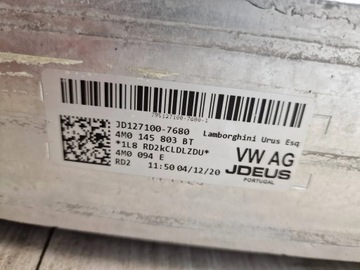 JD127100-7680 Lamborghini Urus Esq
4M0 145 803 BT
*1L8 RD2kCLDLZDU*
4M0 094 E
RD2 11:50 04/12/20
VW AG
JDEUS
PORTUGAL